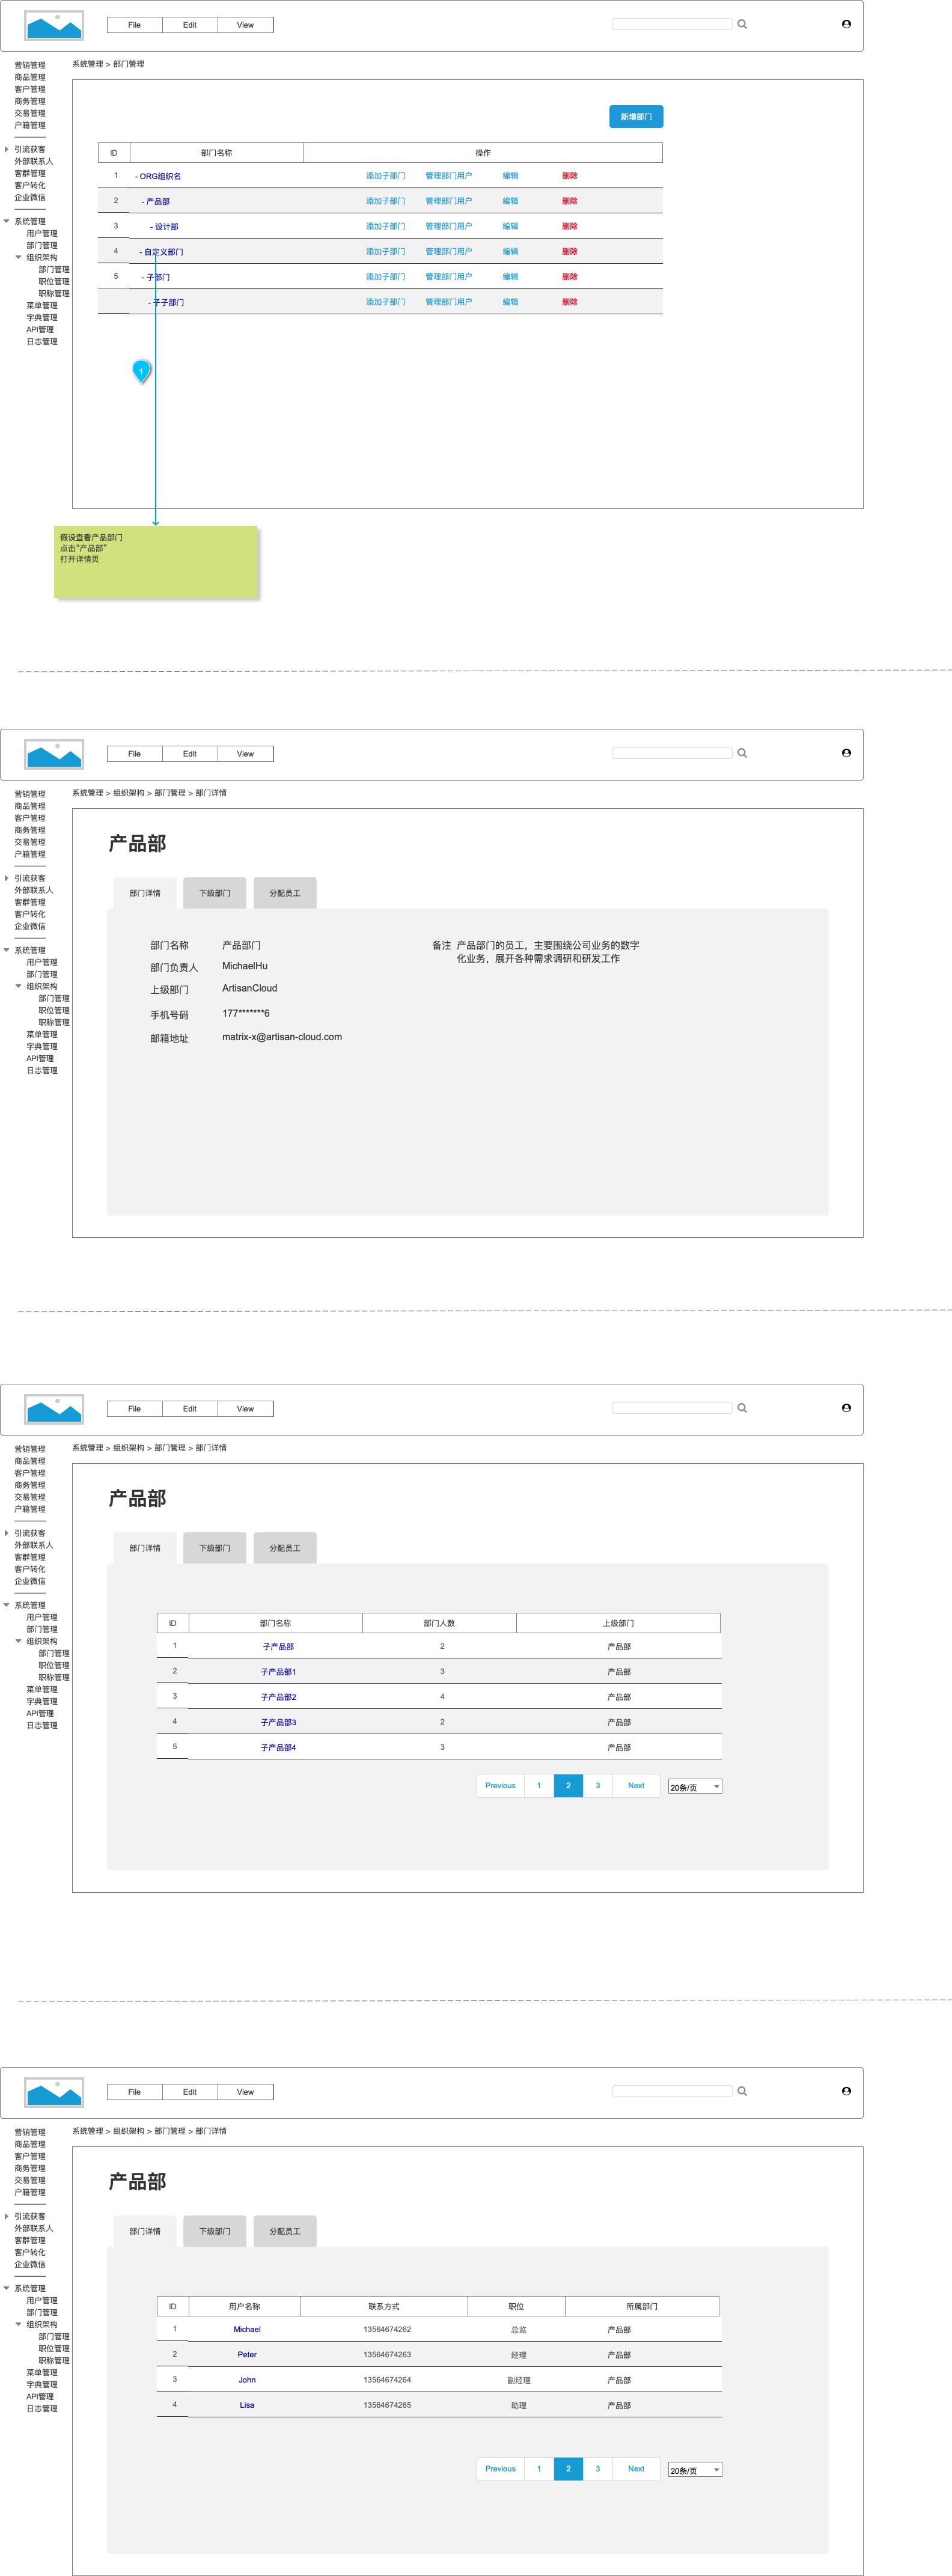 File Edit View
营销管理
商品管理
客户管理
商务管理
交易管理
户籍管理
引流获客
外部联系人
客群管理
客户转化
企业微信
系统管理
用户管理
部门管理
组织架构
部门管理
职位管理
职称管理
菜单管理
字典管理
API管理
日志管理
系统管理 > 部门管理
新增部门
ID 部门名称 操作
1 - ORG组织名 添加子部门 管理部门用户 编辑 删除
2 - 产品部 添加子部门 管理部门用户 编辑 删除
3 - 设计部 添加子部门 管理部门用户 编辑 删除
4 - 自定义部门 添加子部门 管理部门用户 编辑 删除
5 - 子部门 添加子部门 管理部门用户 编辑 删除
- 子子部门 添加子部门 管理部门用户 编辑 删除
1
假设查看产品部门
点击“产品部”
打开详情页
File Edit View
营销管理
商品管理
客户管理
商务管理
交易管理
户籍管理
引流获客
外部联系人
客群管理
客户转化
企业微信
系统管理
用户管理
部门管理
组织架构
部门管理
职位管理
职称管理
菜单管理
字典管理
API管理
日志管理
系统管理 > 组织架构 > 部门管理 > 部门详情
产品部
部门详情 下级部门 分配员工
部门名称 产品部门
部门负责人 MichaelHu
上级部门 ArtisanCloud
手机号码 177*******6
邮箱地址 matrix-x@artisan-cloud.com
备注 产品部门的员工，主要围绕公司业务的数字
化业务，展开各种需求调研和研发工作
File Edit View
营销管理
商品管理
客户管理
商务管理
交易管理
户籍管理
引流获客
外部联系人
客群管理
客户转化
企业微信
系统管理
用户管理
部门管理
组织架构
部门管理
职位管理
职称管理
菜单管理
字典管理
API管理
日志管理
系统管理 > 组织架构 > 部门管理 > 部门详情
产品部
部门详情 下级部门 分配员工
ID 部门名称 部门人数 上级部门
1 子产品部 2 产品部
2 子产品部1 3 产品部
3 子产品部2 4 产品部
4 子产品部3 2 产品部
5 子产品部4 3 产品部
Previous 1 2 3 Next 20条/页
File Edit View
营销管理
商品管理
客户管理
商务管理
交易管理
户籍管理
引流获客
外部联系人
客群管理
客户转化
企业微信
系统管理
用户管理
部门管理
组织架构
部门管理
职位管理
职称管理
菜单管理
字典管理
API管理
日志管理
系统管理 > 组织架构 > 部门管理 > 部门详情
产品部
部门详情 下级部门 分配员工
ID 用户名称 联系方式 职位 所属部门
1 Michael 13564674262 总监 产品部
2 Peter 13564674263 经理 产品部
3 John 13564674264 副经理 产品部
4 Lisa 13564674265 助理 产品部
Previous 1 2 3 Next 20条/页